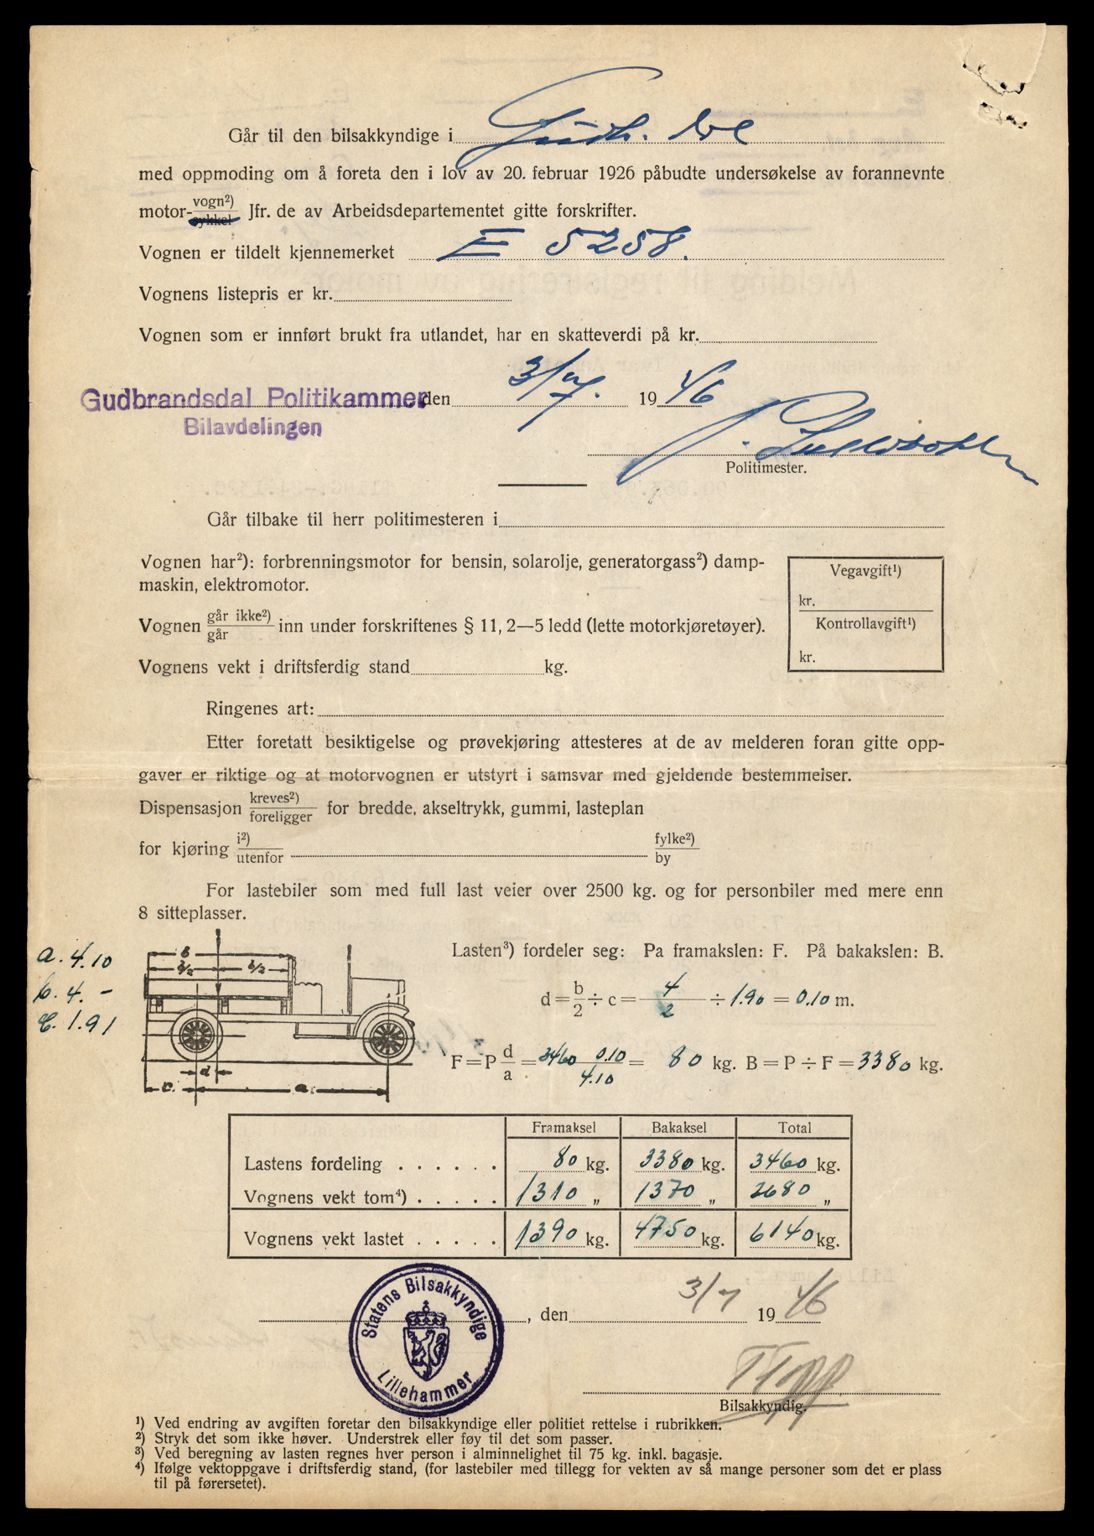 Går til den bilsakkyndige i Gudb.
med oppmoding om å foreta den i lov av 20. februar 1926 påbudte undersøkelse av forannevnte
motor- vogn²) sykkel Jfr. de av Arbeidsdepartementet gitte forskrifter.
Vognen er tildelt kjennemerket E 5258.
Vognens listepris er kr.
Vognen som er innført brukt fra utlandet, har en skatteverdi på kr.
Gudbrandsdal Politikammer den 3/7. 1946
Bilavdelingen
Politimester.
Går tilbake til herr politimesteren i
Vognen har²): forbrenningsmotor for bensin, solarolje, generatorgass²) damp-
maskin, elektromotor.
Vegavgift¹)
kr.
Kontrollavgift¹)
kr.
Vognen går ikke²) går inn under forskriftenes § 11, 2—5 ledd (lette motorkjøretøyer).
Vognens vekt i driftsferdig stand kg.
Ringenes art:
Etter foretatt besiktigelse og prøvekjøring attesteres at de av melderen foran gitte opp-
gaver er riktige og at motorvognen er utstyrt i samsvar med gjeldende bestemmelser.
Dispensasjon kreves²) foreligger for bredde, akseltrykk, gummi, lasteplan
for kjøring i²) utenfor fylke²) by
For lastebiler som med full last veier over 2500 kg. og for personbiler med mere enn
8 sitteplasser.
a. 4.10
b. 4. –
c. 1.91
b
b/2 b/2
d
c. a.
Lasten³) fordeler seg: Pa framakslen: F. På bakakslen: B.
d = b/2 ÷ c = 4/2 ÷ 1.90 = 0.10 m.
F = P d/a = 3460 0.10/4.10 = 80 kg. B = P ÷ F = 3380 kg.
Framaksel Bakaksel Total
Lastens fordeling . . . . . . 80 kg. 3380 kg. 3460 kg.
Vognens vekt tom⁴) . . . . . 1310 „ 1370 „ 2680 „
Vognens vekt lastet . . . . . 1390 kg. 4750 kg. 6140 kg.
Statens Bilsakkyndige
Lillehammer
, den 3/7 1946
Bilsakkyndig.
¹) Ved endring av avgiften foretar den bilsakkyndige eller politiet rettelse i rubrikken.
²) Stryk det som ikke høver. Understrek eller føy til det som passer.
³) Ved beregning av lasten regnes hver person i alminnelighet til 75 kg. inkl. bagasje.
⁴) Ifølge vektoppgave i driftsferdig stand, (for lastebiler med tillegg for vekten av så mange personer som det er plass
til på førersetet).